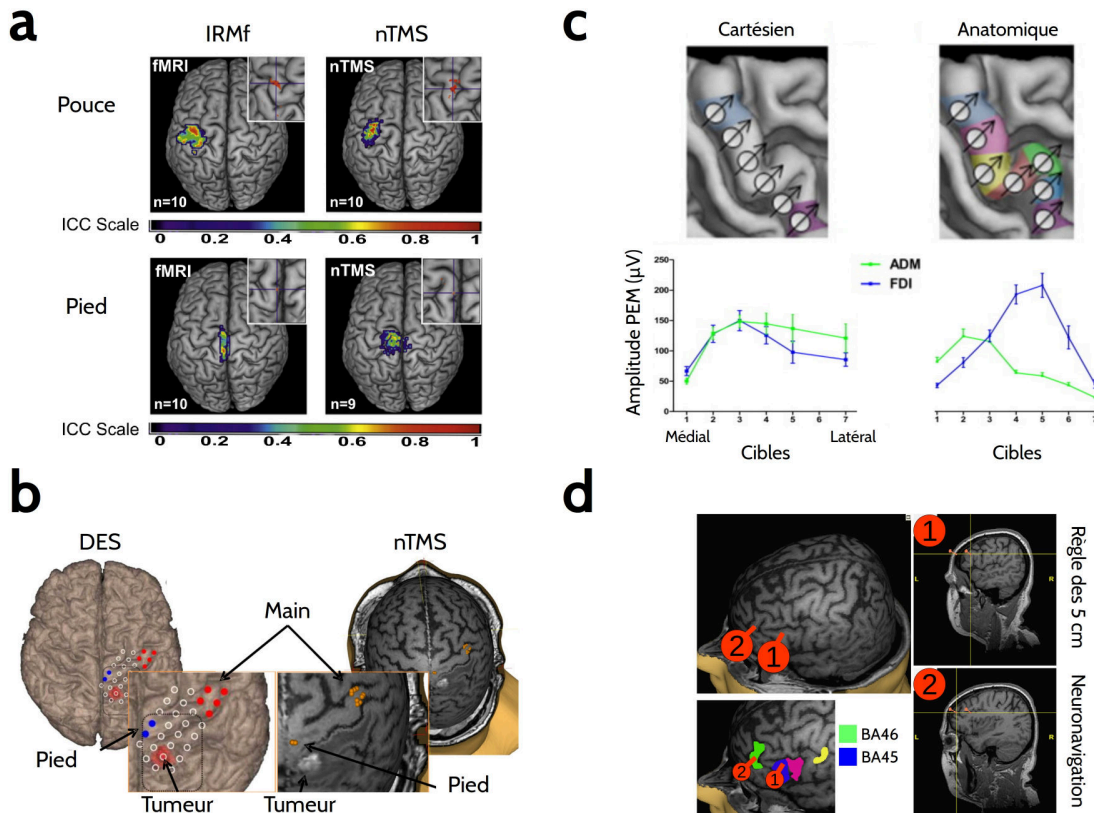 a
IRMf
nTMS
Pouce
fMRI
n=10
nTMS
n=10
ICC Scale
0 0.2 0.4 0.6 0.8 1
Pied
fMRI
n=10
nTMS
n=9
ICC Scale
0 0.2 0.4 0.6 0.8 1
b
DES
nTMS
Main
Pied
Tumeur
Tumeur
Pied
c
Cartésien
Anatomique
Amplitude PEM (µV)
250
200
150
100
50
0
ADM
FDI
1 2 3 4 5 6 7
Médial
Latéral
Cibles
1 2 3 4 5 6 7
Cibles
d
2
1
1
L
R
Règle des 5 cm
2
1
BA46
BA45
2
L
R
Neuronavigation